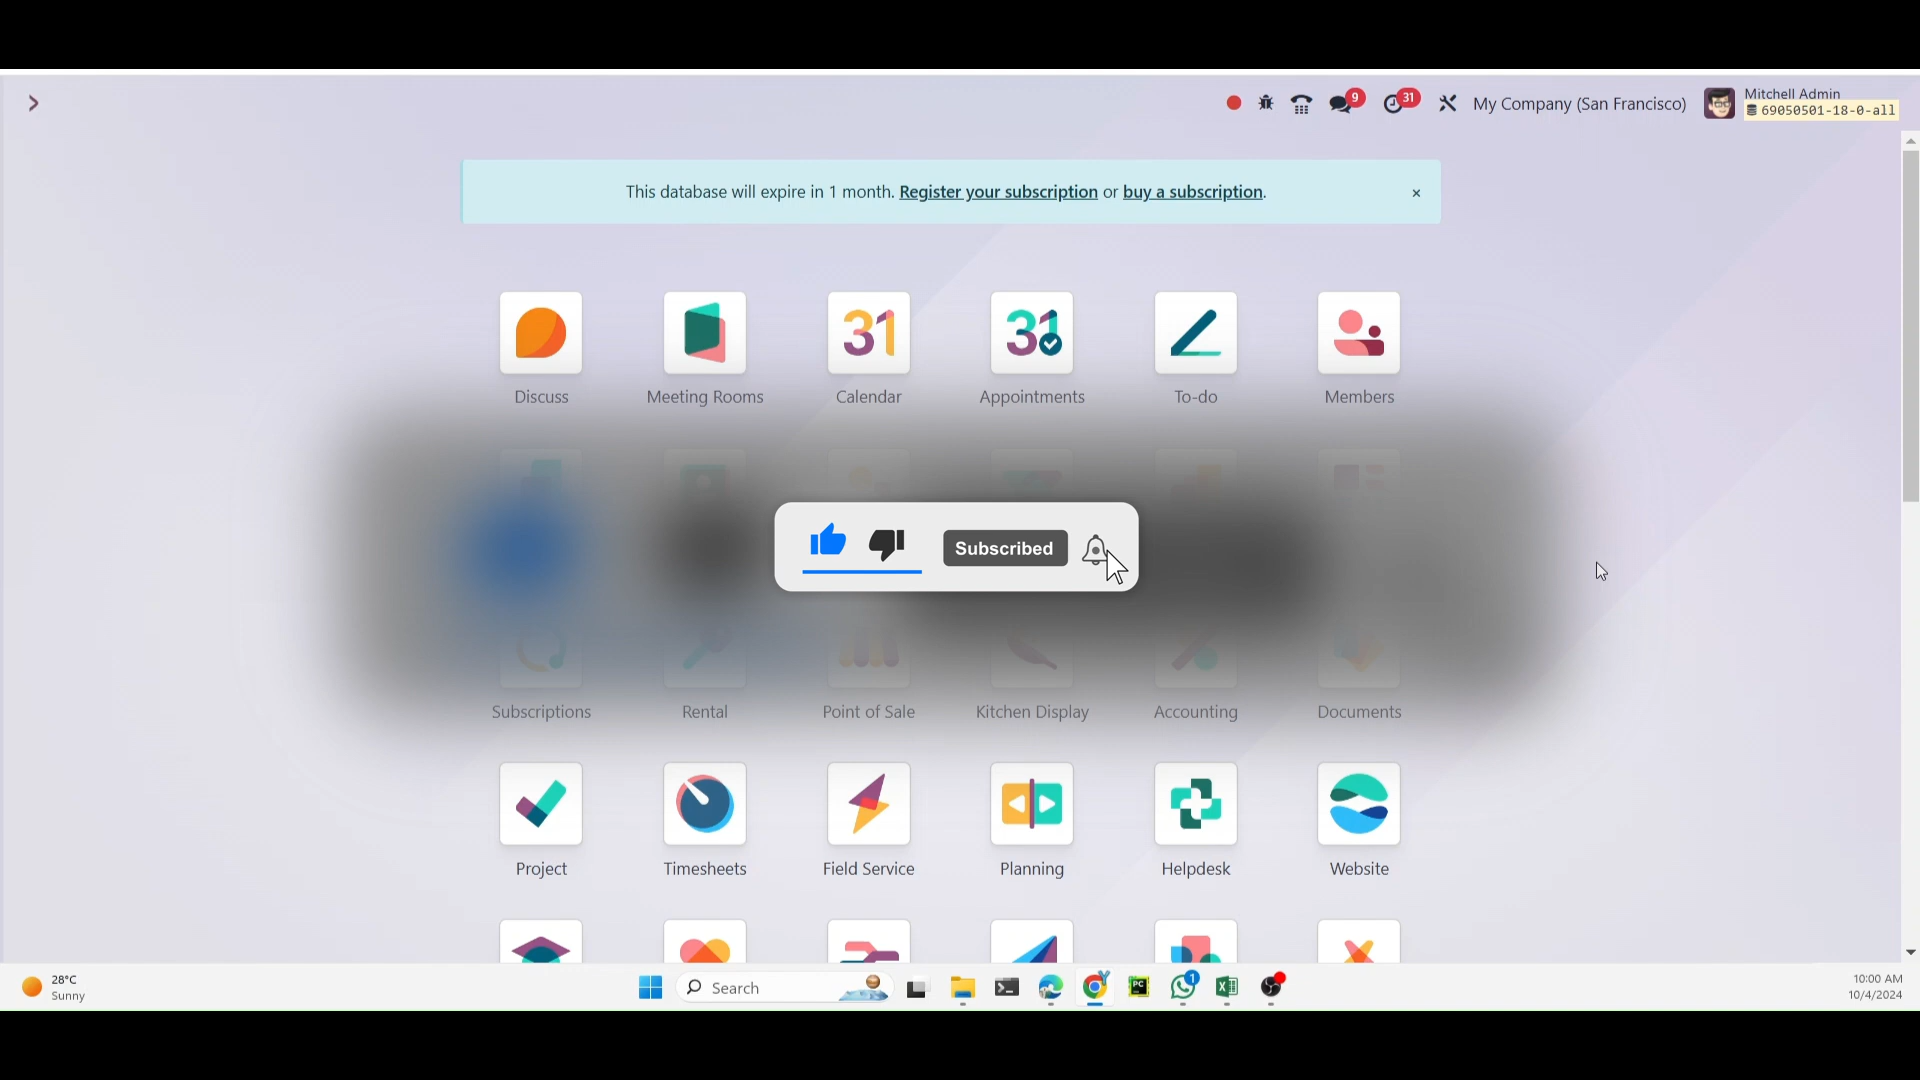 9
31
My Company (San Francisco)
Mitchell Admin
69050501-18-0-all
This database will expire in 1 month. Register your subscription or buy a subscription.
×
31
31
Discuss
Meeting Rooms
Calendar
Appointments
To-do
Members
Subscribed
Subscriptions
Rental
Point of Sale
Kitchen Display
Accounting
Documents
Project
Timesheets
Field Service
Planning
Helpdesk
Website
28°C
Sunny
Search
PC
1
10:00 AM
10/4/2024